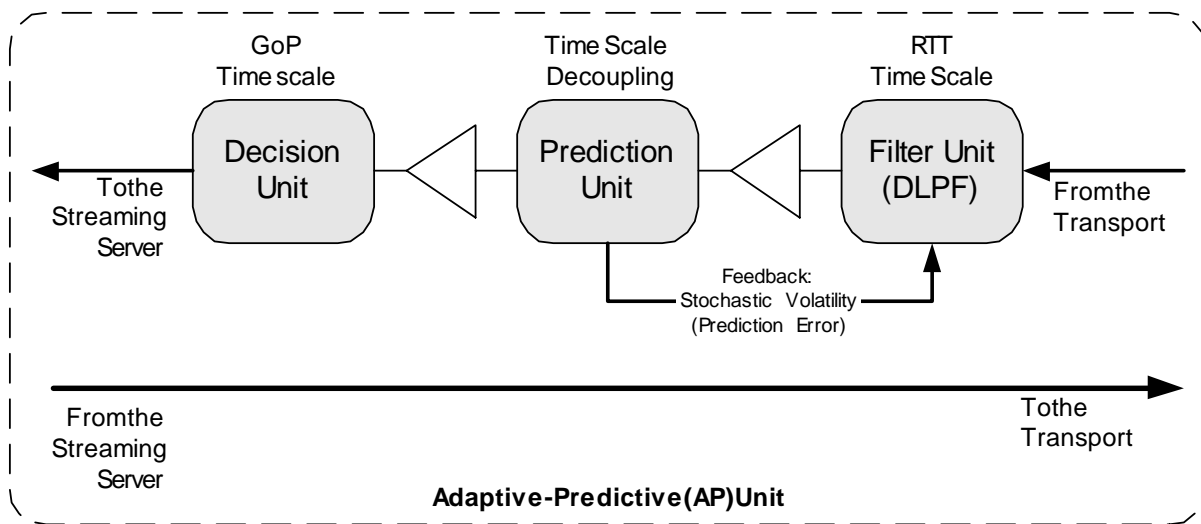 GoP
Time scale
Time Scale
Decoupling
RTT
Time Scale
Decision
Unit
Prediction
Unit
Filter Unit
(DLPF)
Tothe
Streaming
Server
Fromthe
Transport
Feedback:
Stochastic Volatility
(Prediction Error)
Fromthe
Streaming
Server
Tothe
Transport
Adaptive-Predictive(AP)Unit